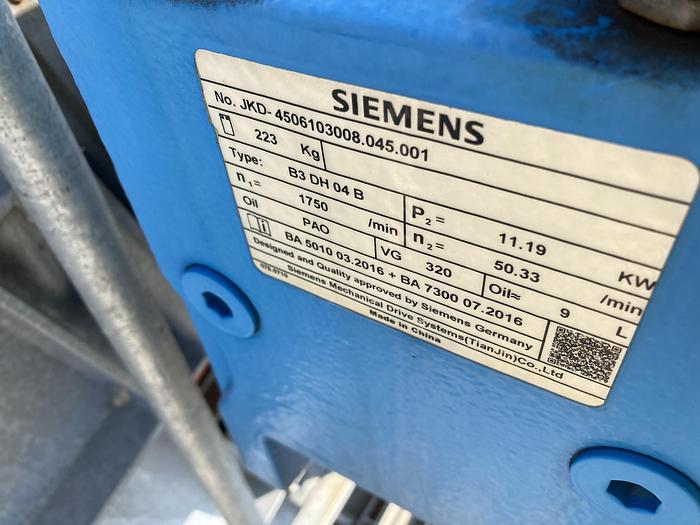 SIEMENS
No. JKD- 4506103008.045.001
223 Kg
Type: B3 DH 04 B
P2 = 11.19 KW
n1= 1750 /min
n2= 50.33 /min
Oil PAO VG 320 Oil≈ 9 L
BA 5010 03.2016 + BA 7300 07.2016
Designed and Quality approved by Siemens Germany
Siemens Mechanical Drive Systems(TianJin)Co.,Ltd
Made in China